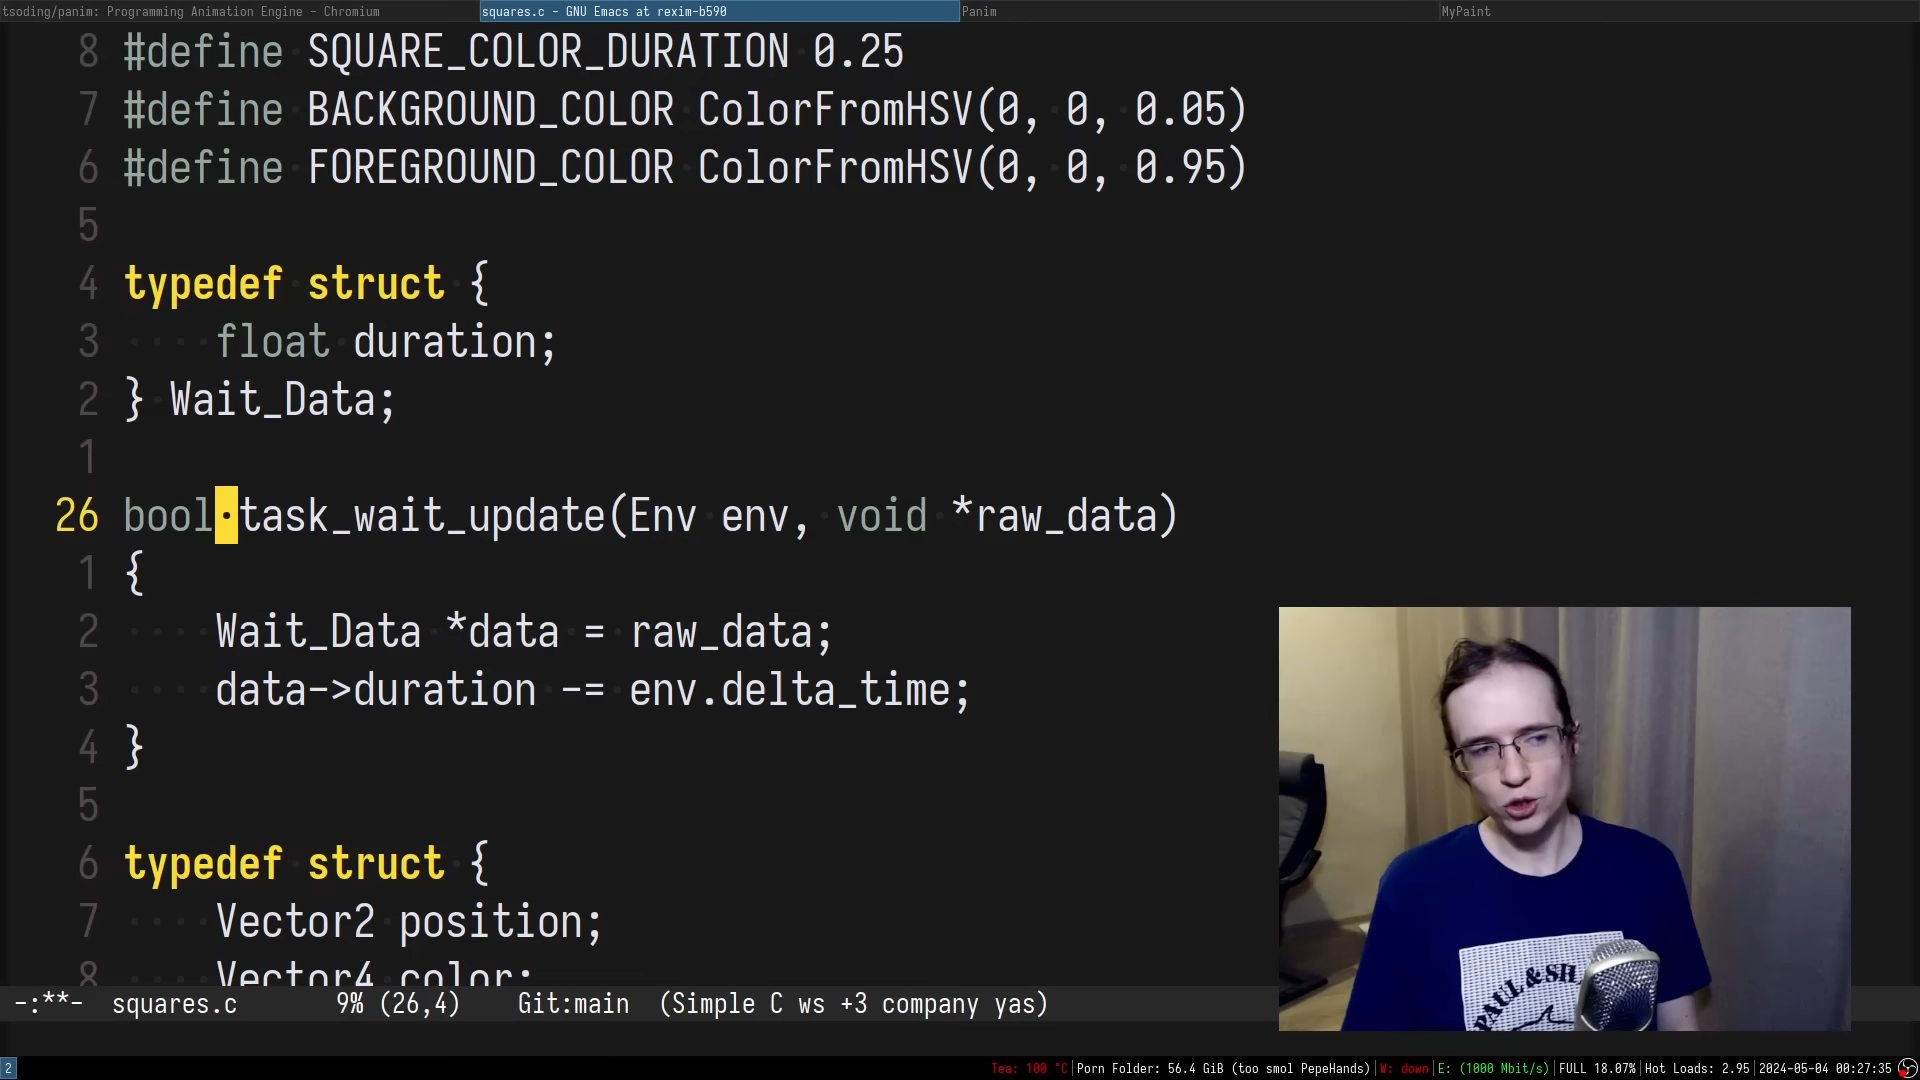 tsoding/panim: Programming Animation Engine - Chromium
squares.c - GNU Emacs at rexim-b590
Panim
MyPaint
8 #define SQUARE_COLOR_DURATION 0.25
7 #define BACKGROUND_COLOR ColorFromHSV(0, 0, 0.05)
6 #define FOREGROUND_COLOR ColorFromHSV(0, 0, 0.95)
5
4 typedef struct {
3 float duration;
2 } Wait_Data;
1
26 bool task_wait_update(Env env, void *raw_data)
1 {
2 Wait_Data *data = raw_data;
3 data->duration -= env.delta_time;
4 }
5
6 typedef struct {
7 Vector2 position;
8 Vector4 color;
PAUL & SH
-:**- squares.c 9% (26,4) Git:main (Simple C ws +3 company yas)
2
Tea: 100 °C|Porn Folder: 56.4 GiB (too smol PepeHands)|W: down|E: (1000 Mbit/s)|FULL 18.07%|Hot Loads: 2.95|2024-05-04 00:27:35